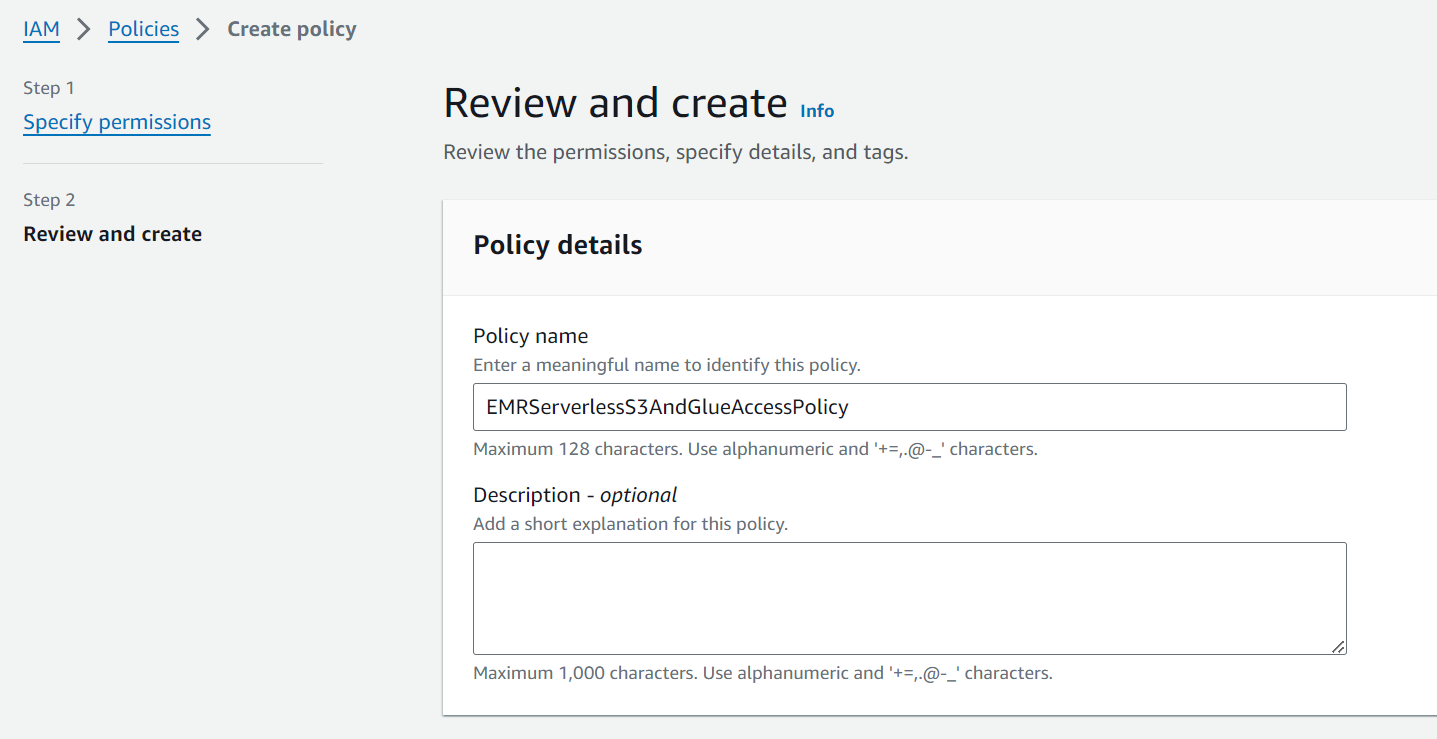 IAM > Policies > Create policy
Step 1
Specify permissions
Step 2
Review and create
Review and create Info
Review the permissions, specify details, and tags.
Policy details
Policy name
Enter a meaningful name to identify this policy.
EMRServerlessS3AndGlueAccessPolicy
Maximum 128 characters. Use alphanumeric and '+=,.@-_' characters.
Description - optional
Add a short explanation for this policy.
Maximum 1,000 characters. Use alphanumeric and '+=,.@-_' characters.